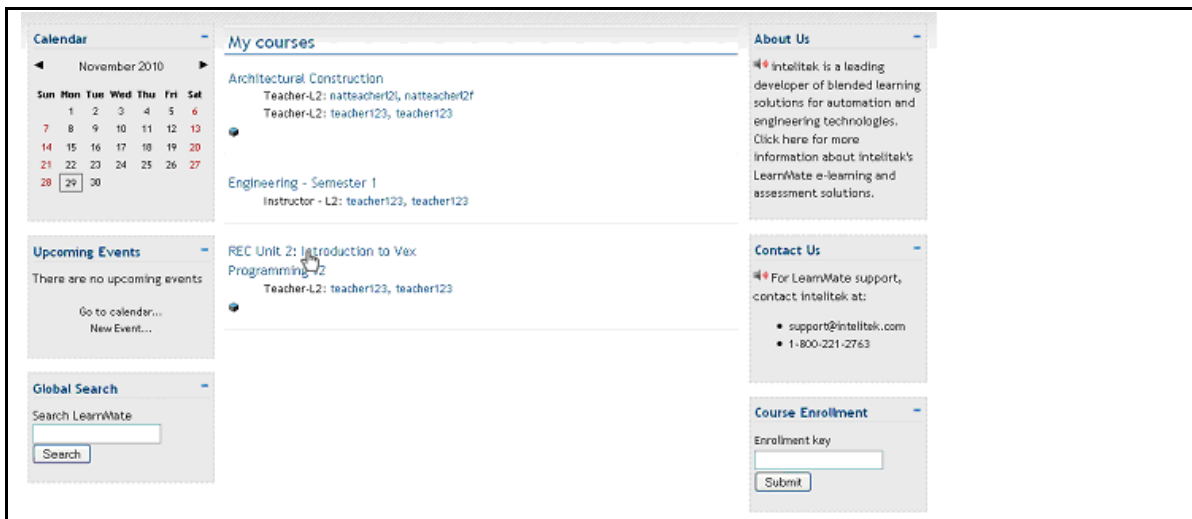 Calendar
November 2010
Sun Mon Tue Wed Thu Fri Sat
1 2 3 4 5 6
7 8 9 10 11 12 13
14 15 16 17 18 19 20
21 22 23 24 25 26 27
28 29 30
Upcoming Events
There are no upcoming events
Go to calendar...
New Event...
Global Search
Search LearnMate
Search
My courses
Architectural Construction
Teacher-L2: natteacherl2l, natteacherl2f
Teacher-L2: teacher123, teacher123
Engineering - Semester 1
Instructor - L2: teacher123, teacher123
REC Unit 2: Introduction to Vex
Programming V2
Teacher-L2: teacher123, teacher123
About Us
intelitek is a leading
developer of blended learning
solutions for automation and
engineering technologies.
Click here for more
information about intelitek's
LearnMate e-learning and
assessment solutions.
Contact Us
For LearnMate support,
contact intelitek at:
• support@intelitek.com
• 1-800-221-2763
Course Enrollment
Enrollment key
Submit